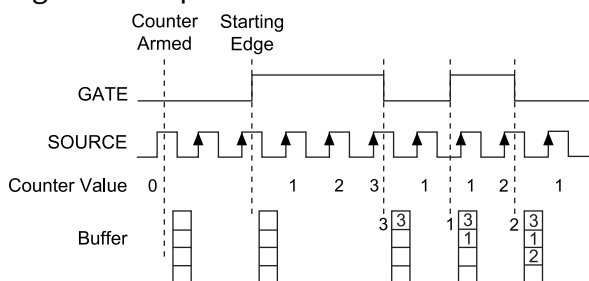 Counter Starting
Armed Edge
GATE
SOURCE
Counter Value 0 1 2 3 1 1 2 1
Buffer 3 3 1 3 2 3
1 1
2